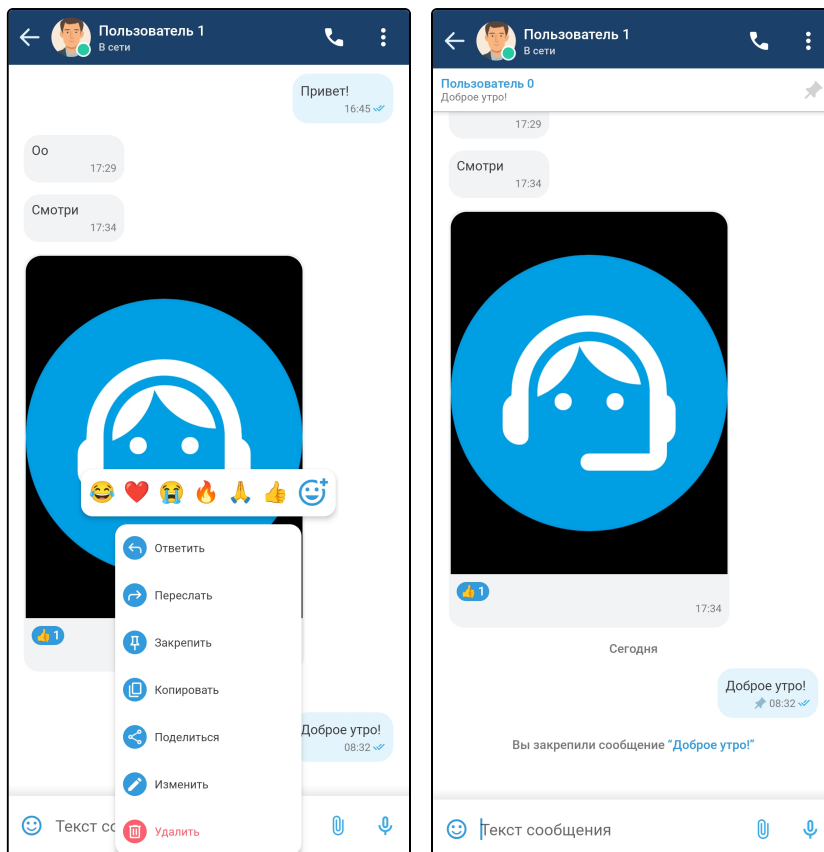 Пользователь 1
В сети
Привет!
16:45
Оо
17:29
Смотри
17:34
Ответить
Переслать
👍 1
Закрепить
Копировать
Поделиться
Доброе утро!
08:32
Изменить
Текст со
Удалить
Пользователь 1
В сети
Пользователь 0
Доброе утро!
17:29
Смотри
17:34
👍 1
17:34
Сегодня
Доброе утро!
08:32
Вы закрепили сообщение “Доброе утро!”
Текст сообщения